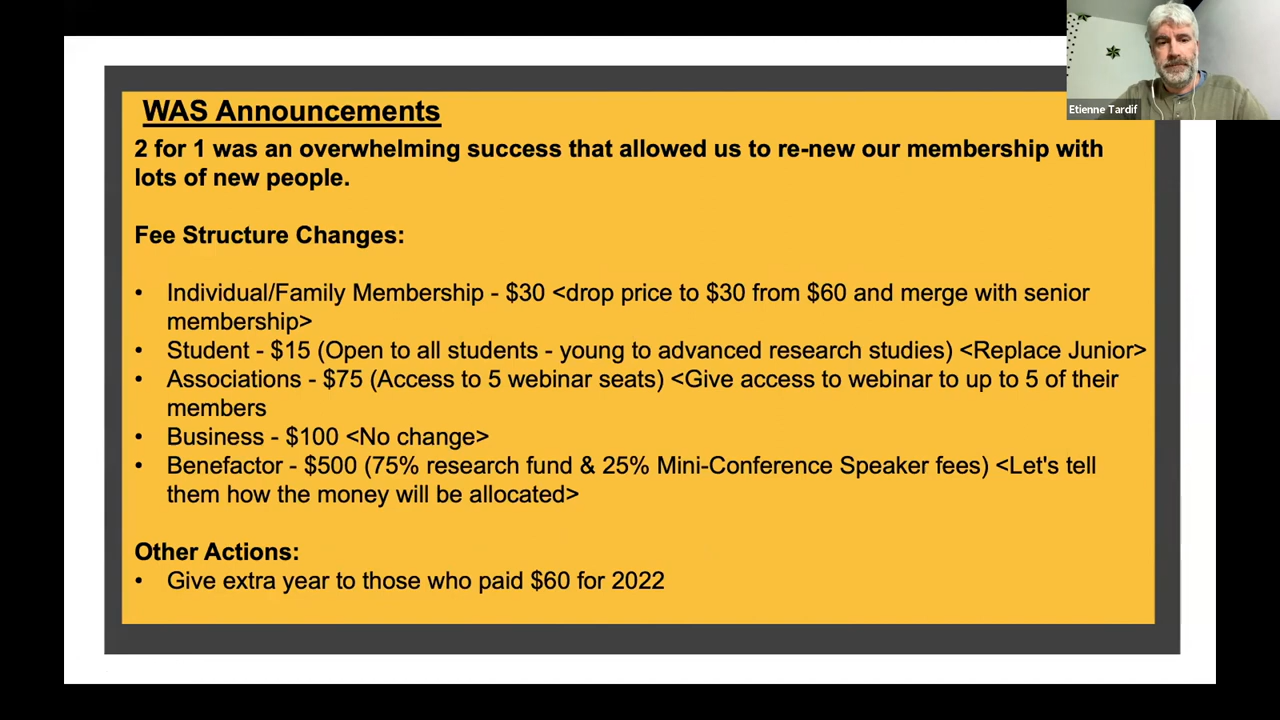 WAS Announcements
2 for 1 was an overwhelming success that allowed us to re-new our membership with
lots of new people.
Fee Structure Changes:
• Individual/Family Membership - $30 <drop price to $30 from $60 and merge with senior
membership>
• Student - $15 (Open to all students - young to advanced research studies) <Replace Junior>
• Associations - $75 (Access to 5 webinar seats) <Give access to webinar to up to 5 of their
members
• Business - $100 <No change>
• Benefactor - $500 (75% research fund & 25% Mini-Conference Speaker fees) <Let's tell
them how the money will be allocated>
Other Actions:
• Give extra year to those who paid $60 for 2022
Etienne Tardif